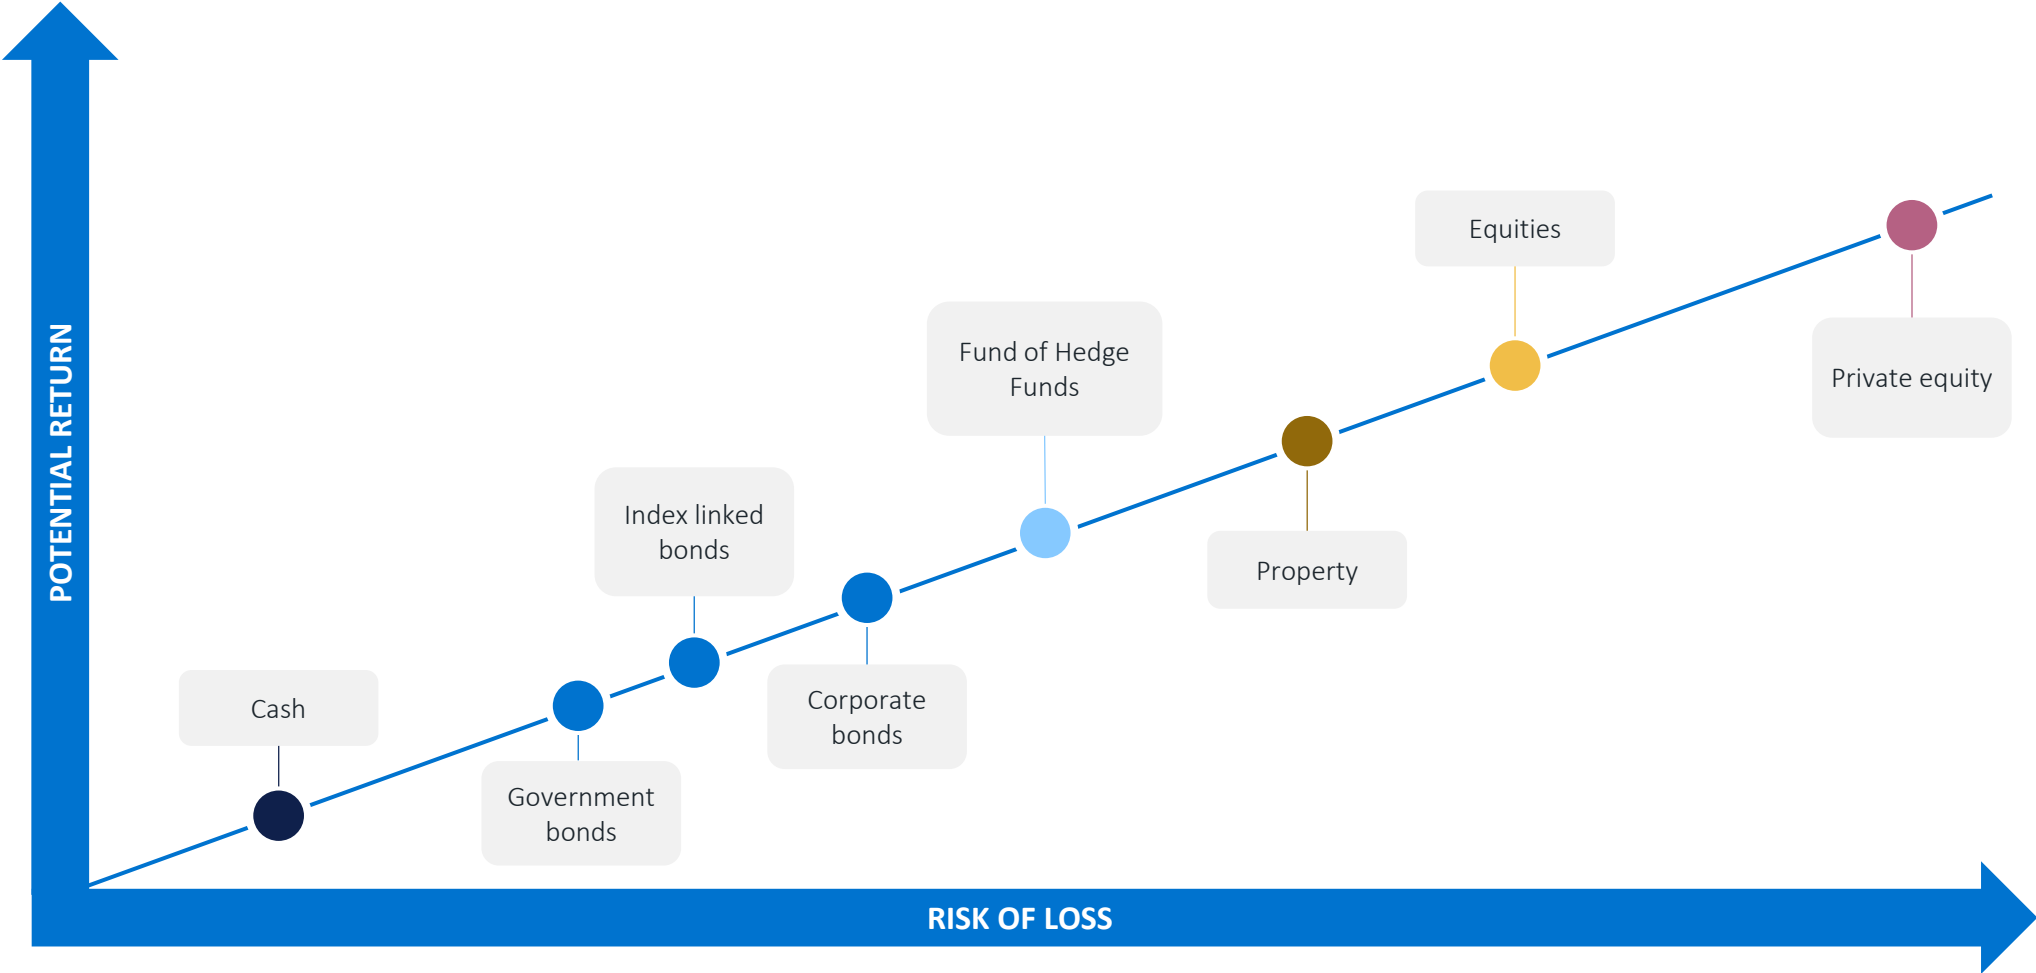 POTENTIAL RETURN
Equities
Fund of Hedge
Funds
Private equity
Index linked
bonds
Property
Cash
Corporate
bonds
Government
bonds
RISK OF LOSS